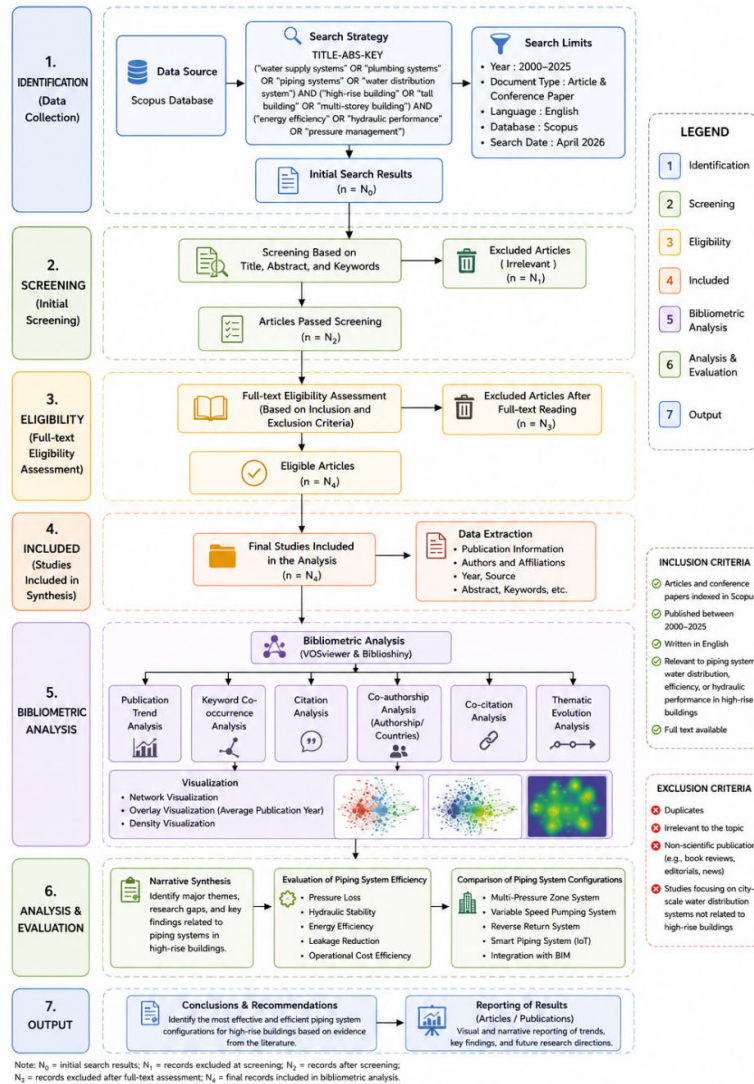 1.
IDENTIFICATION
(Data
Collection)
Data Source
Scopus Database
Search Strategy
TITLE-ABS-KEY
("water supply systems" OR "plumbing systems"
OR "piping systems" OR "water distribution
system") AND ("high-rise building" OR "tall
building" OR "multi-storey building") AND
("energy efficiency" OR "hydraulic performance"
OR "pressure management")
Search Limits
• Year : 2000–2025
• Document Type : Article &
Conference Paper
• Language : English
• Database : Scopus
• Search Date : April 2026
Initial Search Results
(n = N₀)
2.
SCREENING
(Initial
Screening)
Screening Based on
Title, Abstract, and Keywords
Excluded Articles
( Irrelevant )
(n = N₁)
Articles Passed Screening
(n = N₂)
3.
ELIGIBILITY
(Full-text
Eligibility
Assessment)
Full-text Eligibility Assessment
(Based on Inclusion and
Exclusion Criteria)
Excluded Articles After
Full-text Reading
(n = N₃)
Eligible Articles
(n = N₄)
4.
INCLUDED
(Studies
Included in
Synthesis)
Final Studies Included
in the Analysis
(n = N₄)
Data Extraction
• Publication Information
• Authors and Affiliations
• Year, Source
• Abstract, Keywords, etc.
5.
BIBLIOMETRIC
ANALYSIS
Bibliometric Analysis
(VOSviewer & Biblioshiny)
Publication
Trend
Analysis
Keyword Co-
occurrence
Analysis
Citation
Analysis
Co-authorship
Analysis
(Authorship/
Countries)
Co-citation
Analysis
Thematic
Evolution
Analysis
Visualization
• Network Visualization
• Overlay Visualization (Average Publication Year)
• Density Visualization
6.
ANALYSIS &
EVALUATION
Narrative Synthesis
Identify major themes,
research gaps, and key
findings related to
piping systems in
high-rise buildings.
Evaluation of Piping System Efficiency
• Pressure Loss
• Hydraulic Stability
• Energy Efficiency
• Leakage Reduction
• Operational Cost Efficiency
Comparison of Piping System Configurations
• Multi-Pressure Zone System
• Variable Speed Pumping System
• Reverse Return System
• Smart Piping System (IoT)
• Integration with BIM
7.
OUTPUT
Conclusions & Recommendations
Identify the most effective and efficient piping system
configurations for high-rise buildings based on evidence
from the literature.
Reporting of Results
(Articles / Publications)
Visual and narrative reporting of trends,
key findings, and future research directions.
Note: N₀ = initial search results; N₁ = records excluded at screening; N₂ = records after screening;
N₃ = records excluded after full-text assessment; N₄ = final records included in bibliometric analysis.
LEGEND
1 Identification
2 Screening
3 Eligibility
4 Included
5 Bibliometric
Analysis
6 Analysis &
Evaluation
7 Output
INCLUSION CRITERIA
Articles and conference
papers indexed in Scopu
Published between
2000–2025
Written in English
Relevant to piping system
water distribution,
efficiency, or hydraulic
performance in high-rise
buildings
Full text available
EXCLUSION CRITERIA
Duplicates
Irrelevant to the topic
Non-scientific publication
(e.g., book reviews,
editorials, news)
Studies focusing on city-
scale water distribution
systems not related to
high-rise buildings